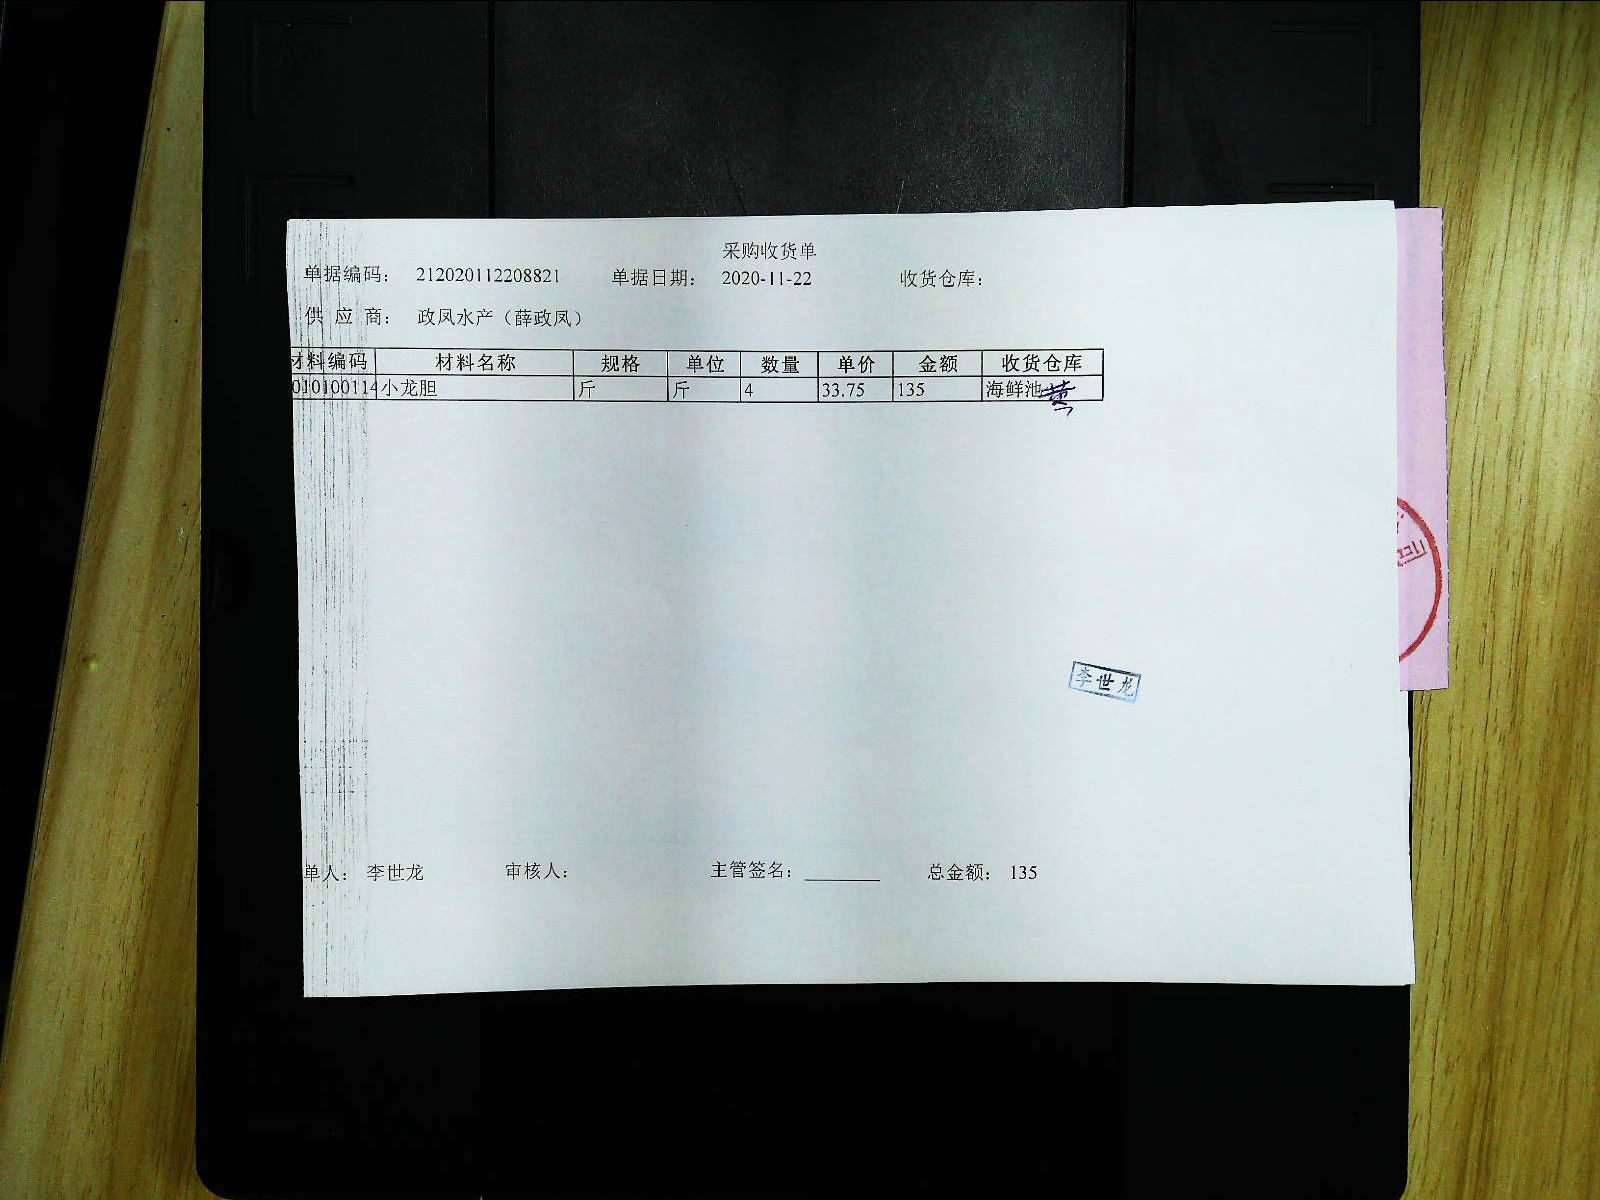 采购收货单
单据编码： 212020112208821 单据日期： 2020-11-22 收货仓库：
供 应 商： 政凤水产（薛政凤）
材料编码 材料名称 规格 单位 数量 单价 金额 收货仓库
010100114 小龙胆 斤 斤 4 33.75 135 海鲜池
李世龙
单人： 李世龙 审核人： 主管签名： 总金额： 135